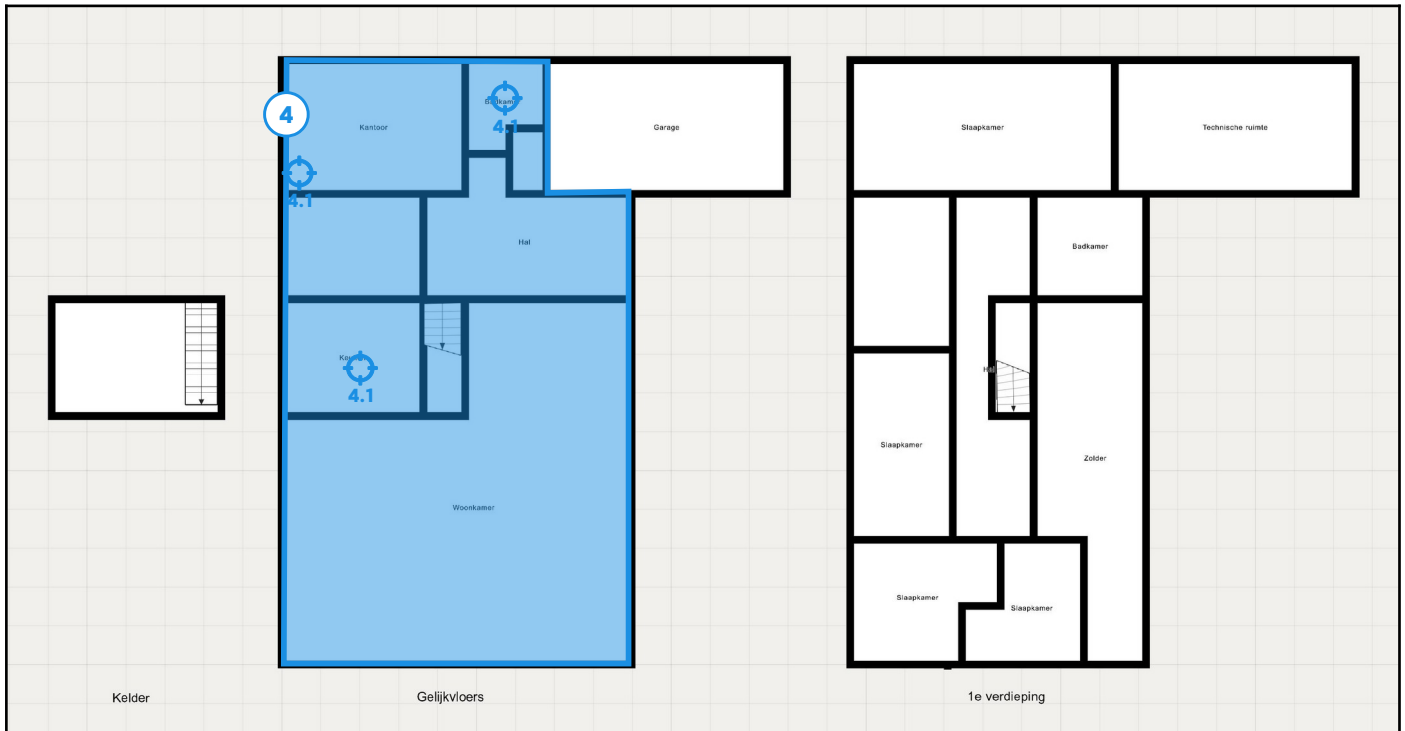 4
Kantoor
4.1
Garage
Slaapkamer
Technische ruimte
4.1
Hal
Badkamer
4.1
Slaapkamer
Zolder
Woonkamer
Slaapkamer
Slaapkamer
Kelder
Gelijkvloers
1e verdieping